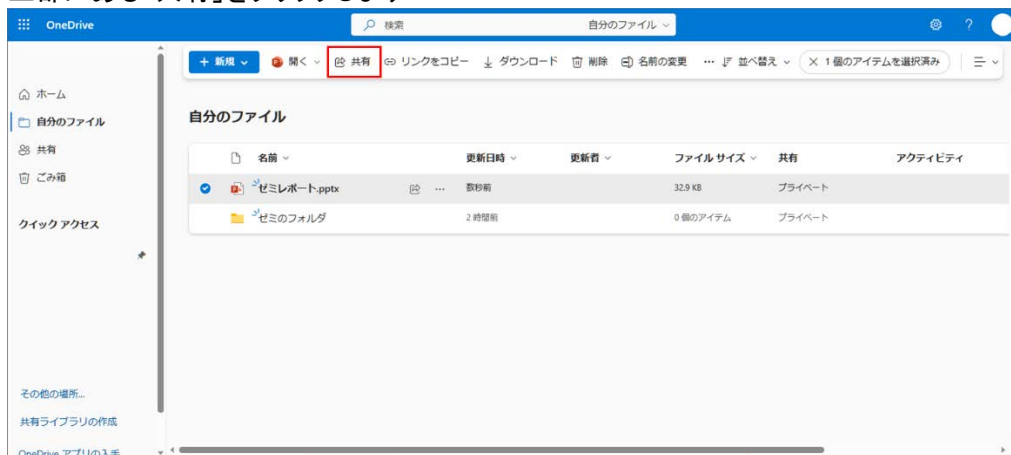 OneDrive
検索
自分のファイル
?
+ 新規
開く
共有
リンクをコピー
ダウンロード
削除
名前の変更
...
並べ替え
× 1 個のアイテムを選択済み
ホーム
自分のファイル
共有
ごみ箱
クイック アクセス
その他の場所...
共有ライブラリの作成
OneDrive アプリの入手
自分のファイル
名前 更新日時 更新者 ファイル サイズ 共有 アクティビティ
ゼミレポート.pptx ... 数秒前 32.9 KB プライベート
ゼミのフォルダ 2 時間前 0 個のアイテム プライベート